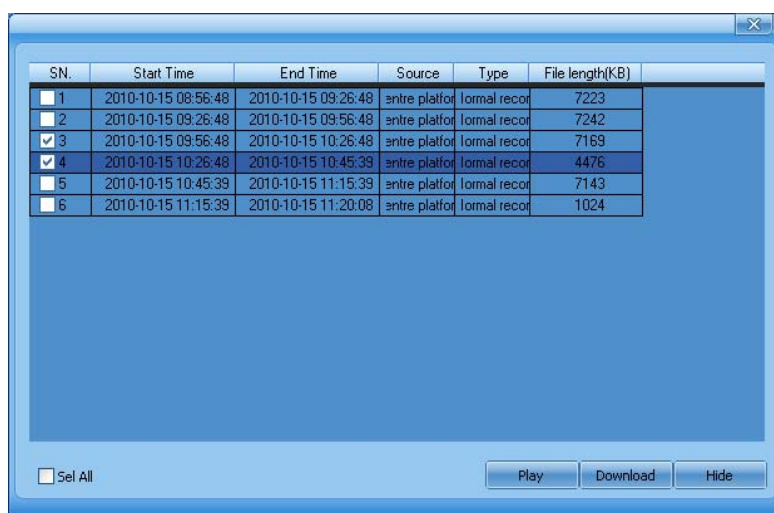 SN. Start Time End Time Source Type File length(KB)
1 2010-10-15 08:56:48 2010-10-15 09:26:48 entre platfor lormal recor 7223
2 2010-10-15 09:26:48 2010-10-15 09:56:48 entre platfor lormal recor 7242
3 2010-10-15 09:56:48 2010-10-15 10:26:48 entre platfor lormal recor 7169
4 2010-10-15 10:26:48 2010-10-15 10:45:39 entre platfor lormal recor 4476
5 2010-10-15 10:45:39 2010-10-15 11:15:39 entre platfor lormal recor 7143
6 2010-10-15 11:15:39 2010-10-15 11:20:08 entre platfor lormal recor 1024
Sel All Play Download Hide